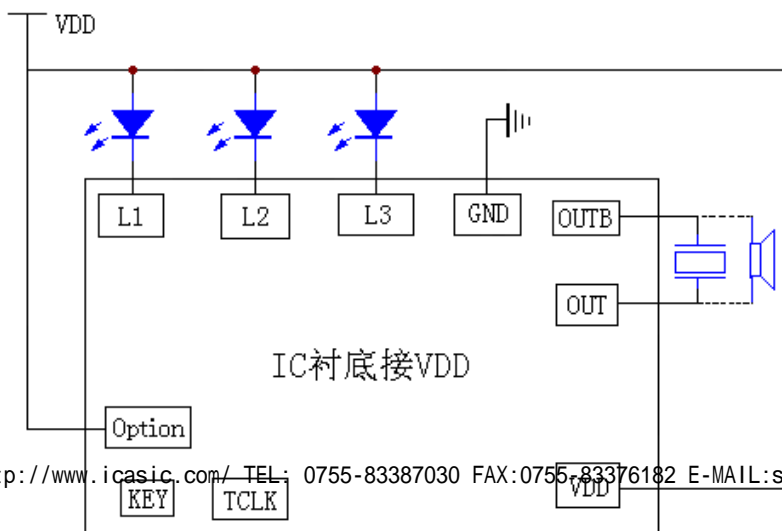 VDD
L1
L2
L3
GND
OUTB
OUT
IC衬底接VDD
Option
p://www.icasic.com/ TEL: 0755-83387030 FAX:0755-83376182 E-MAIL:s
KEY
TCLK
VDD